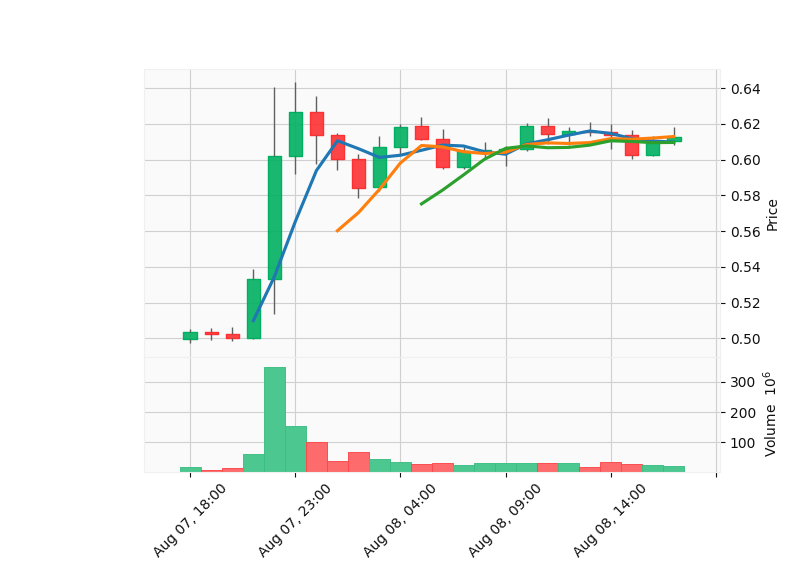 0.64
0.62
0.60
0.58
0.56
0.54
0.52
0.50
Price
300
200
100
Volume 10⁶
Aug 07, 18:00
Aug 07, 23:00
Aug 08, 04:00
Aug 08, 09:00
Aug 08, 14:00